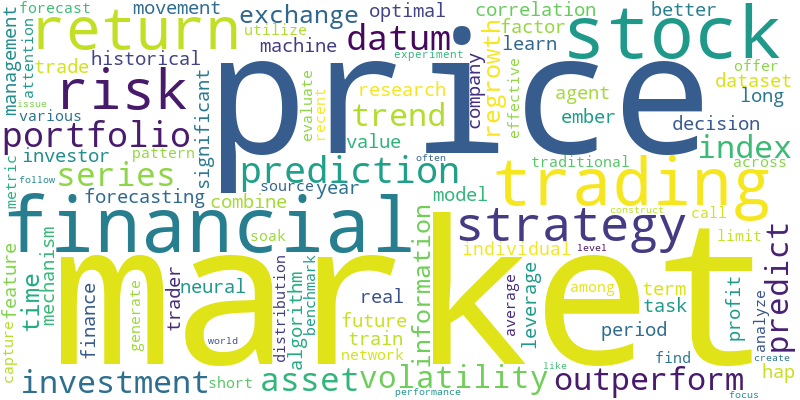 forecast
movement
exchange
optimal
correlation
better
management
attention
return
utilize
machine
datum
factor
learn
stock
trade
historical
experiment
company
regrowth
offer
dataset
issue
risk
price
evaluate
recent
research
trend
effective
agent
long
various
significant
ember
decision
portfolio
value
index
metric
investor
pattern
prediction
often
traditional
across
follow
series
source
year
model
trading
forecasting
combine
financial
soak
strategy
construct
call
limit
predict
feature
time
mechanism
market
individual
level
information
capture
finance
generate
trader
neural
world
distribution
algorithm
benchmark
real
future
train
network
average
leverage
among
term
task
period
profit
analyze
find
investment
short
asset
volatility
like
performance
outperform
hap
create
focus